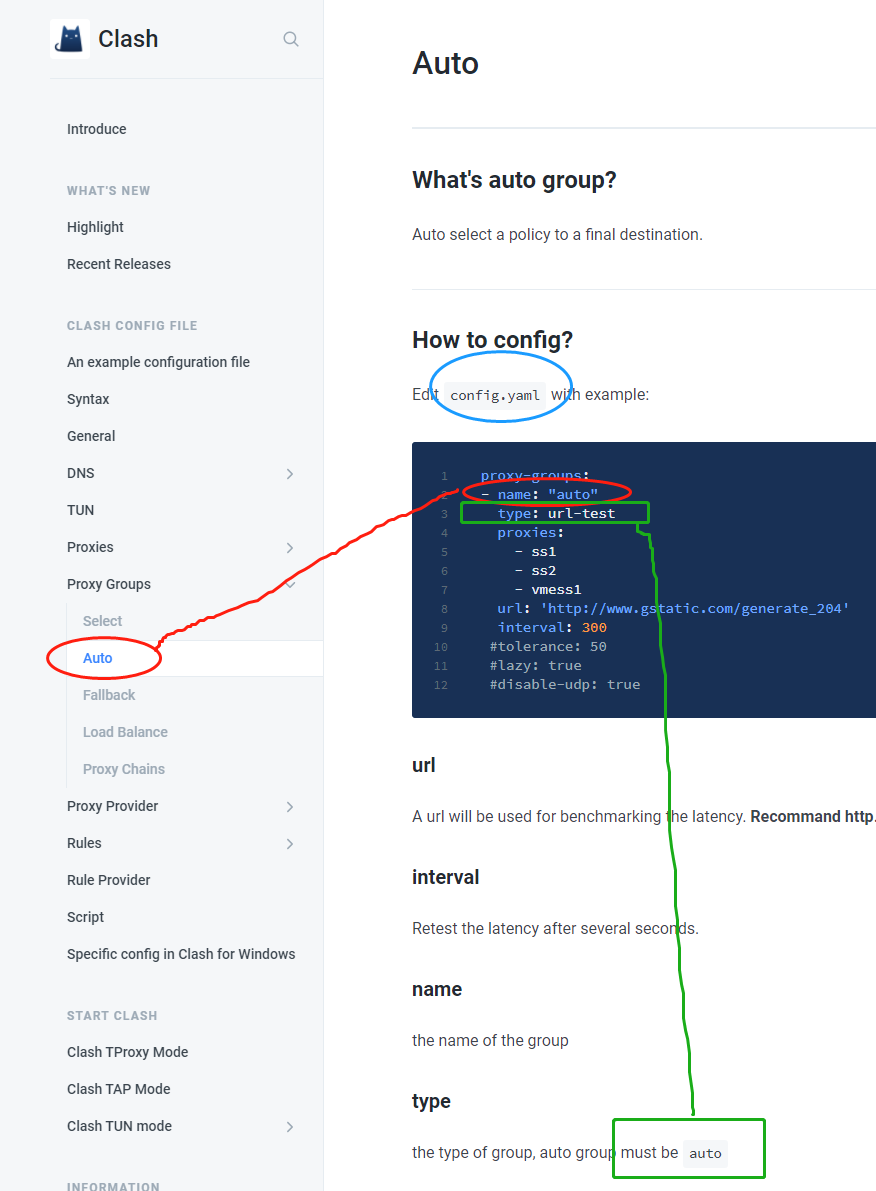 Clash
Introduce
WHAT'S NEW
Highlight
Recent Releases
CLASH CONFIG FILE
An example configuration file
Syntax
General
DNS
TUN
Proxies
Proxy Groups
Select
Auto
Fallback
Load Balance
Proxy Chains
Proxy Provider
Rules
Rule Provider
Script
Specific config in Clash for Windows
START CLASH
Clash TProxy Mode
Clash TAP Mode
Clash TUN mode
INFORMATION
Auto
What's auto group?
Auto select a policy to a final destination.
How to config?
Edit config.yaml with example:
1 proxy-groups:
2 - name: "auto"
3 type: url-test
4 proxies:
5 - ss1
6 - ss2
7 - vmess1
8 url: 'http://www.gstatic.com/generate_204'
9 interval: 300
10 #tolerance: 50
11 #lazy: true
12 #disable-udp: true
url
A url will be used for benchmarking the latency. Recommand http.
interval
Retest the latency after several seconds.
name
the name of the group
type
the type of group, auto group must be auto